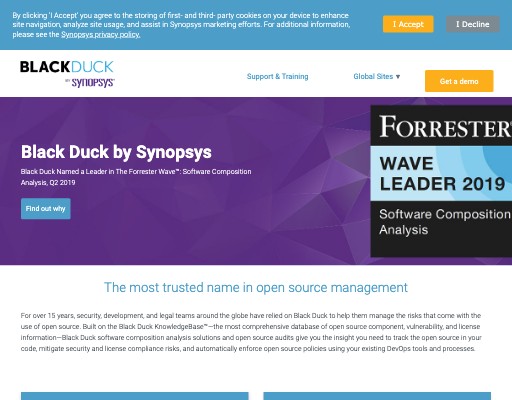 By clicking 'I Accept' you agree to the storing of first- and third- party cookies on your device to enhance
site navigation, analyze site usage, and assist in Synopsys marketing efforts. For additional information,
please see the Synopsys privacy policy.
I Accept
I Decline
BLACKDUCK
BY SYNOPSYS®
Support & Training
Global Sites ▼
Get a demo
Black Duck by Synopsys
Black Duck Named a Leader in The Forrester Wave™: Software Composition
Analysis, Q2 2019
Find out why
FORRESTER
WAVE
LEADER 2019
Software Composition
Analysis
The most trusted name in open source management
For over 15 years, security, development, and legal teams around the globe have relied on Black Duck to help them manage the risks that come with the
use of open source. Built on the Black Duck KnowledgeBase™—the most comprehensive database of open source component, vulnerability, and license
information—Black Duck software composition analysis solutions and open source audits give you the insight you need to track the open source in your
code, mitigate security and license compliance risks, and automatically enforce open source policies using your existing DevOps tools and processes.